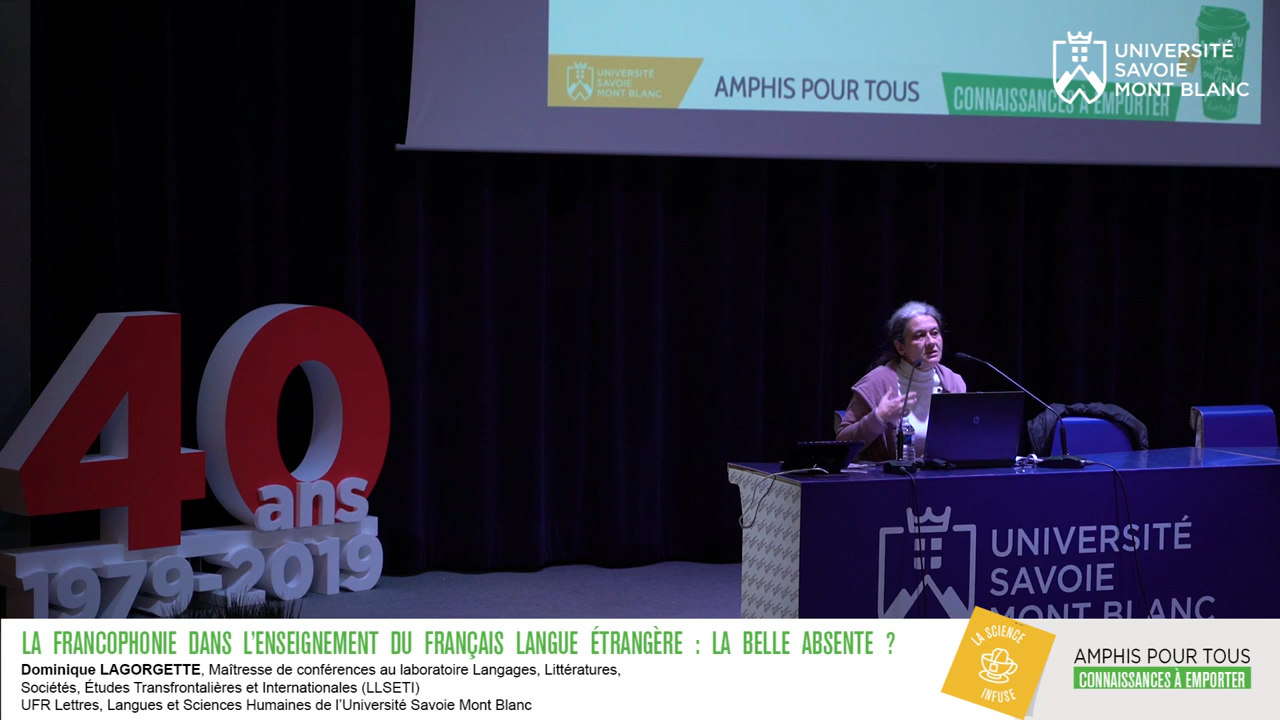 UNIVERSITÉ
SAVOIE
MONT BLANC
AMPHIS POUR TOUS
CONNAISSANCES À EMPORTER
UNIVERSITÉ
SAVOIE
MONT BLANC
40
ans
1979-2019
UNIVERSITÉ
SAVOIE
MONT BLANC
LA FRANCOPHONIE DANS L'ENSEIGNEMENT DU FRANÇAIS LANGUE ÉTRANGÈRE : LA BELLE ABSENTE ?
Dominique LAGORGETTE, Maîtresse de conférences au laboratoire Langages, Littératures,
Sociétés, Études Transfrontalières et Internationales (LLSETI)
UFR Lettres, Langues et Sciences Humaines de l'Université Savoie Mont Blanc
LA SCIENCE
INFUSE
AMPHIS POUR TOUS
CONNAISSANCES À EMPORTER